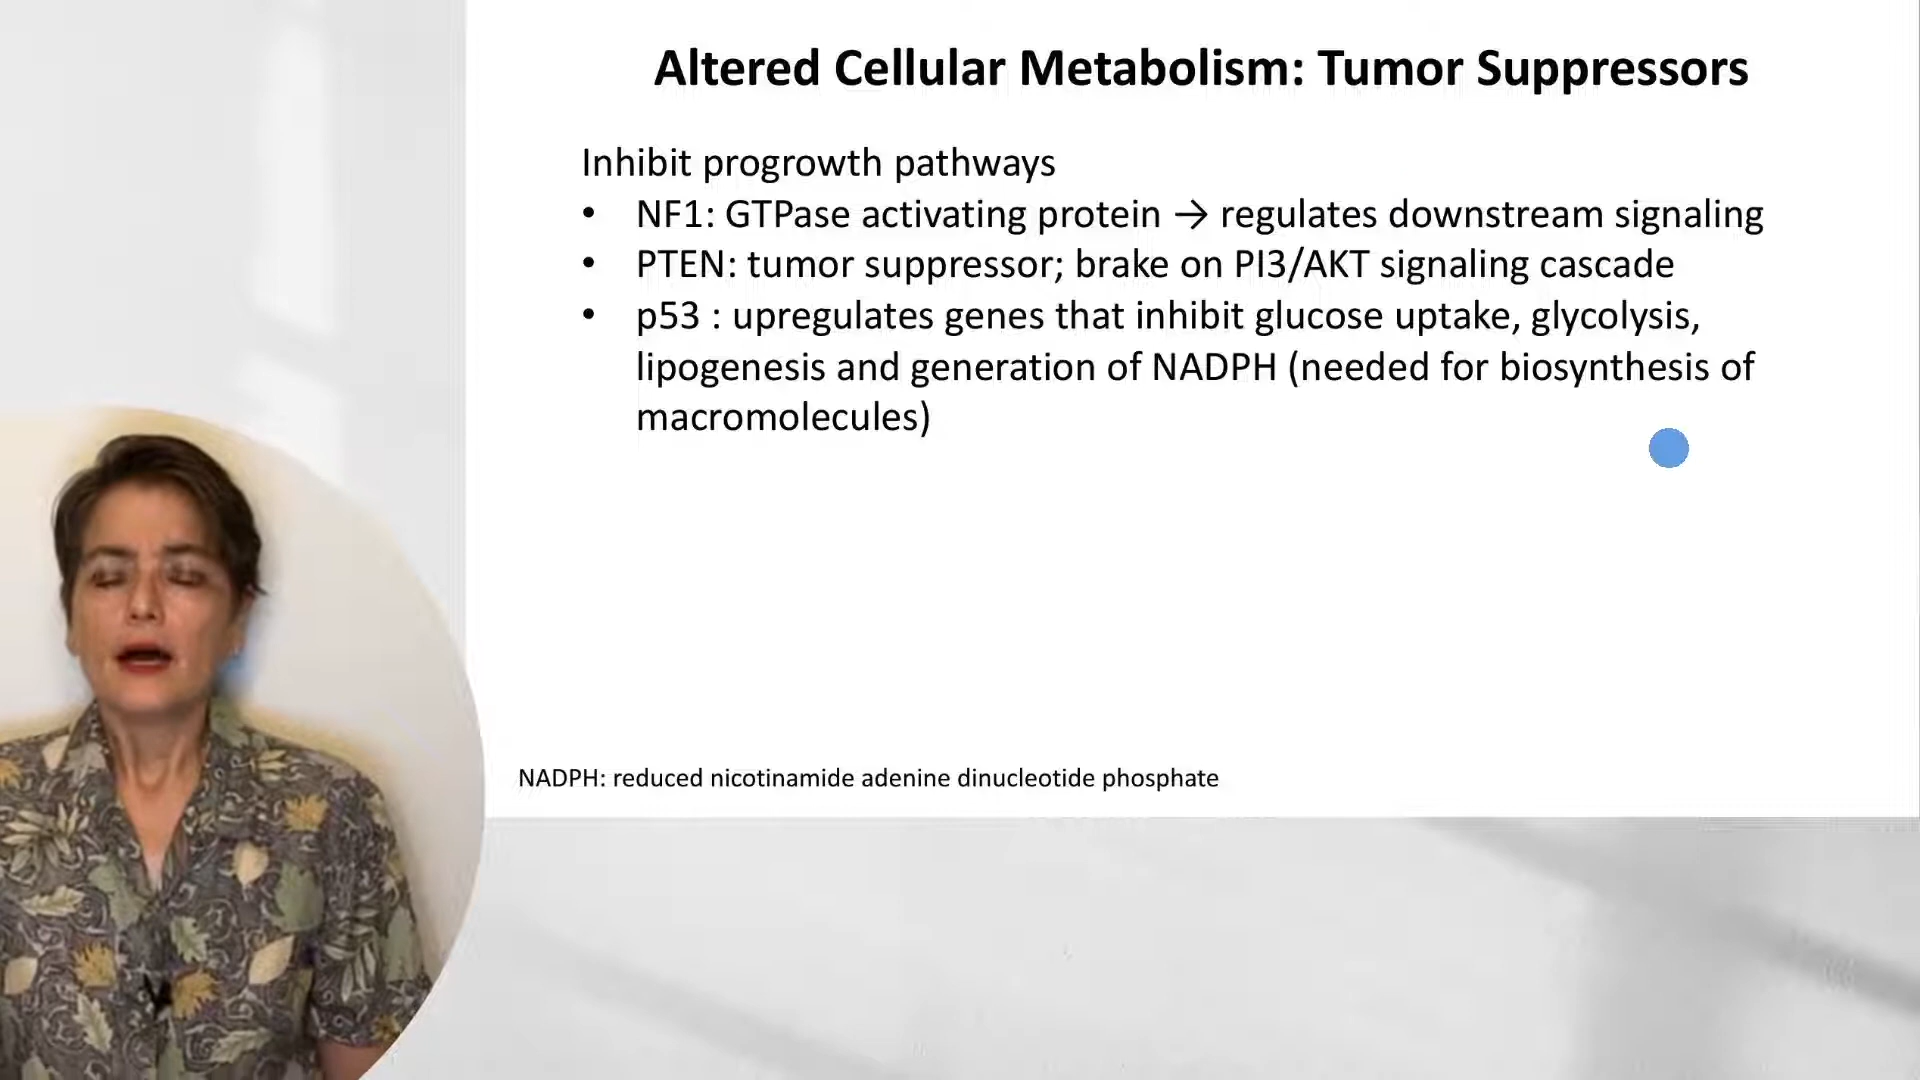 Altered Cellular Metabolism: Tumor Suppressors
Inhibit progrowth pathways
• NF1: GTPase activating protein → regulates downstream signaling
• PTEN: tumor suppressor; brake on PI3/AKT signaling cascade
• p53 : upregulates genes that inhibit glucose uptake, glycolysis,
lipogenesis and generation of NADPH (needed for biosynthesis of
macromolecules)
NADPH: reduced nicotinamide adenine dinucleotide phosphate